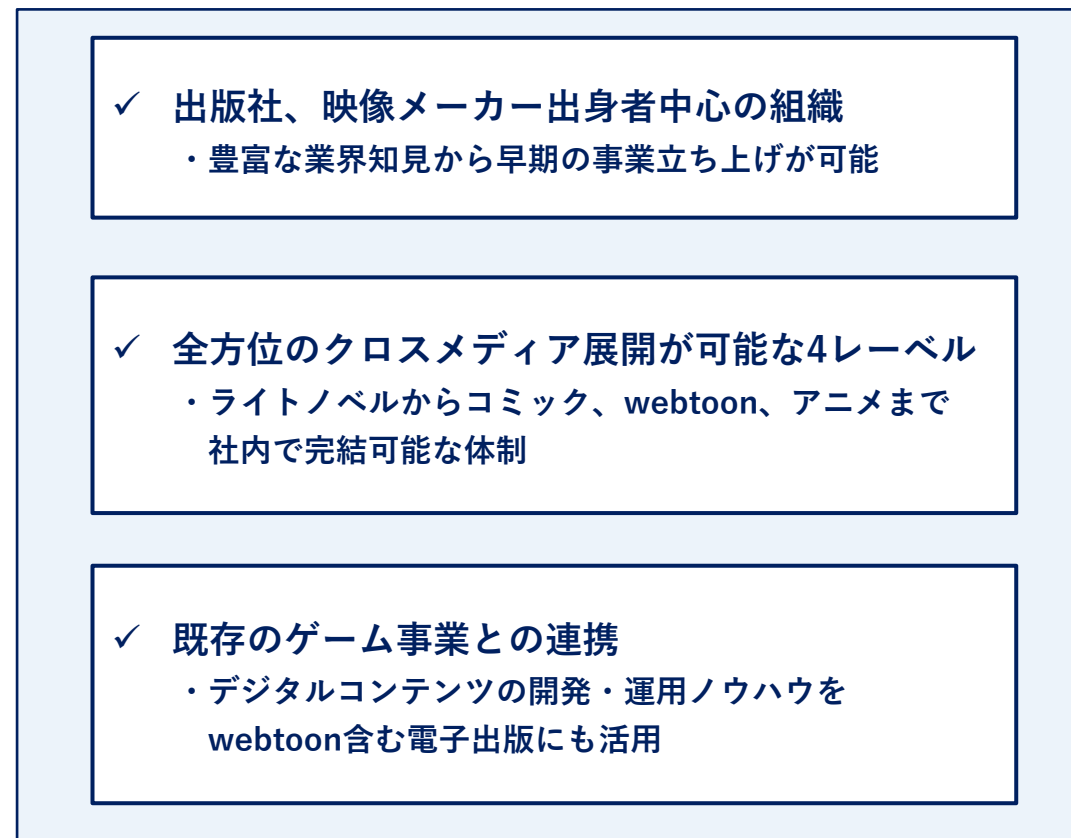 ✓ 出版社、映像メーカー出身者中心の組織
・豊富な業界知見から早期の事業立ち上げが可能
✓ 全方位のクロスメディア展開が可能な4レーベル
・ライトノベルからコミック、webtoon、アニメまで
社内で完結可能な体制
✓ 既存のゲーム事業との連携
・デジタルコンテンツの開発・運用ノウハウを
webtoon含む電子出版にも活用